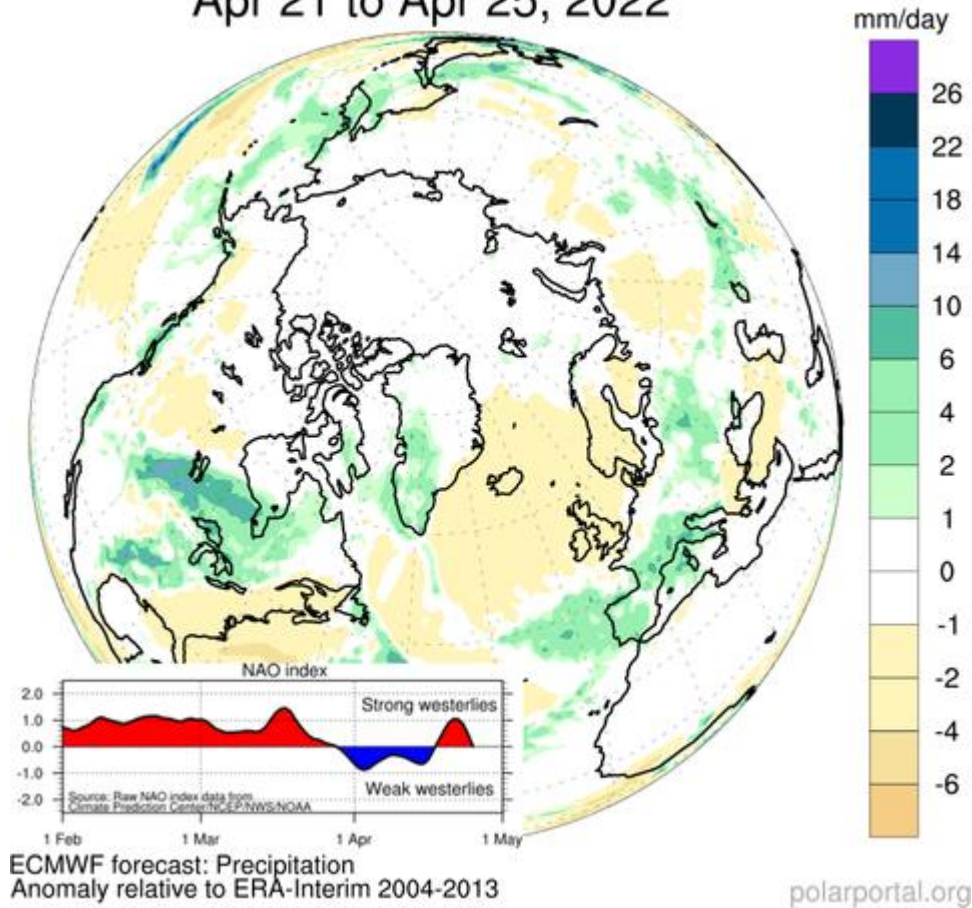 Apr 21 to Apr 25, 2022
mm/day
26
22
18
14
10
6
4
2
1
0
-1
-2
-4
-6
NAO index
2.0
1.0
0.0
-1.0
-2.0
Strong westerlies
Weak westerlies
Source: Raw NAO index data from
Climate Prediction Center/NCEP/NWS/NOAA
1 Feb
1 Mar
1 Apr
1 May
ECMWF forecast: Precipitation
Anomaly relative to ERA-Interim 2004-2013
polarportal.org